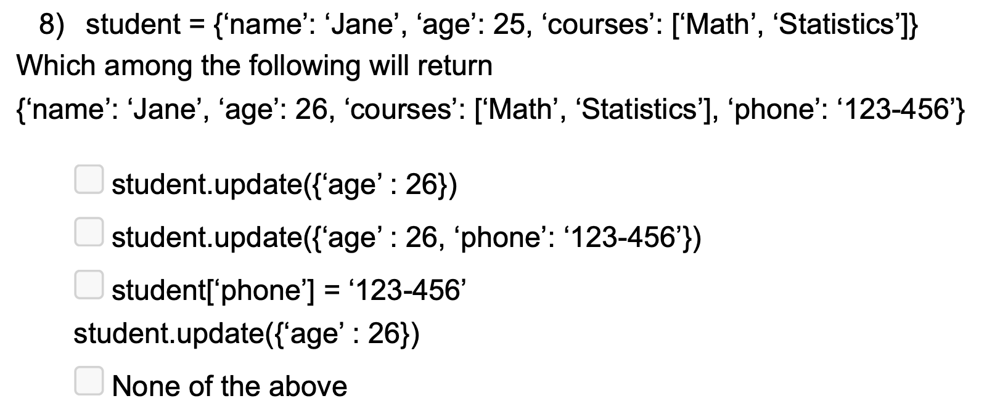 8) student = {‘name’: ‘Jane’, ‘age’: 25, ‘courses’: [‘Math’, ‘Statistics’]}
Which among the following will return
{‘name’: ‘Jane’, ‘age’: 26, ‘courses’: [‘Math’, ‘Statistics’], ‘phone’: ‘123-456’}
student.update({‘age’ : 26})
student.update({‘age’ : 26, ‘phone’: ‘123-456’})
student[‘phone’] = ‘123-456’
student.update({‘age’ : 26})
None of the above